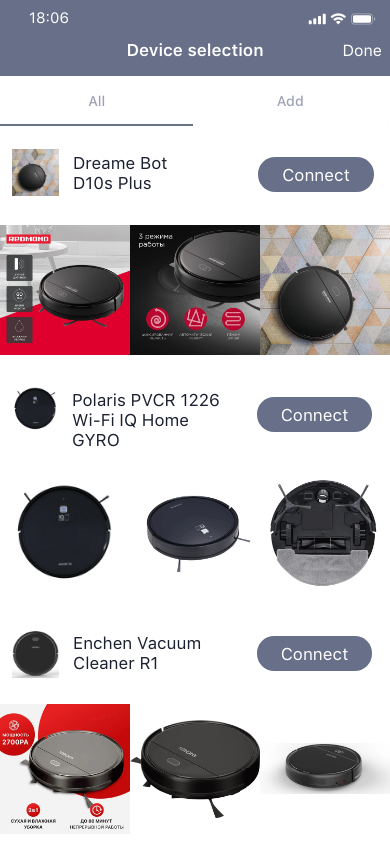 18:06
Device selection
Done
All
Add
Dreame Bot
D10s Plus
Connect
REDMOND
3 режима
работы
Polaris PVCR 1226
Wi-Fi IQ Home
GYRO
Connect
Enchen Vacuum
Cleaner R1
Connect
МОЩНОСТЬ
2700PA
3в1
СУХАЯ И ВЛАЖНАЯ
УБОРКА
ДО 80 МИНУТ
НЕПРЕРЫВНОЙ РАБОТЫ